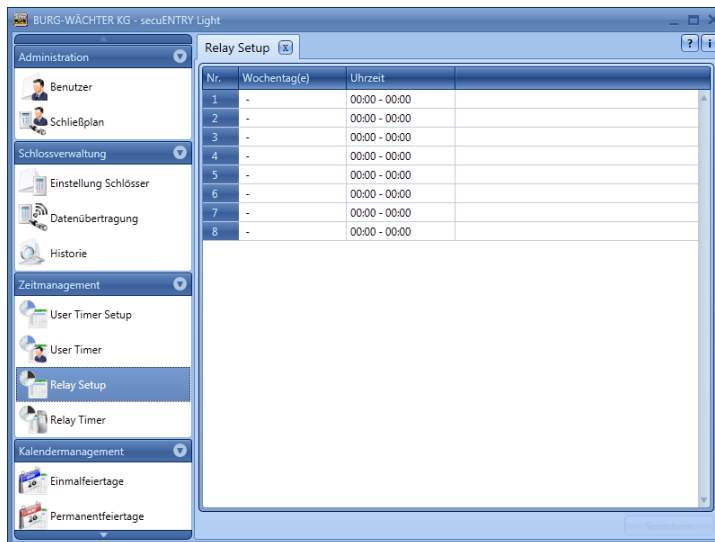 BURG-WÄCHTER KG - secuENTRY Light
Administration
Benutzer
Schließplan
Schlossverwaltung
Einstellung Schlösser
Datenübertragung
Historie
Zeitmanagement
User Timer Setup
User Timer
Relay Setup
Relay Timer
Kalendermanagement
Einmalfeiertage
Permanentfeiertage
Relay Setup x
? i
Nr. Wochentag(e) Uhrzeit
1 - 00:00 - 00:00
2 - 00:00 - 00:00
3 - 00:00 - 00:00
4 - 00:00 - 00:00
5 - 00:00 - 00:00
6 - 00:00 - 00:00
7 - 00:00 - 00:00
8 - 00:00 - 00:00